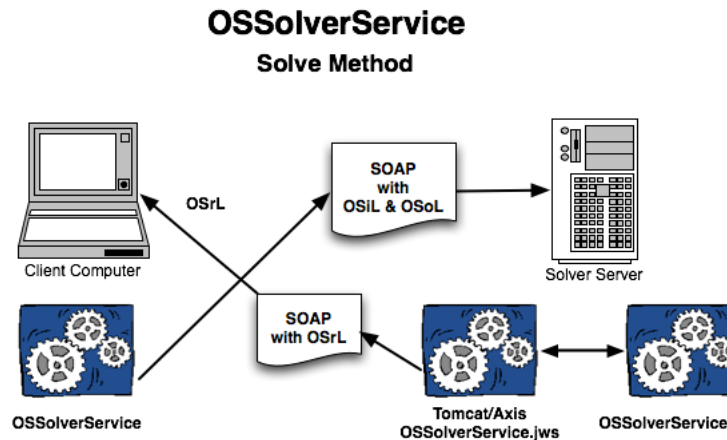 OSSolverService
Solve Method
SOAP
with
OSiL & OSoL
OSrL
Client Computer
Solver Server
SOAP
with OSrL
OSSolverService
Tomcat/Axis
OSSolverService.jws
OSSolverService